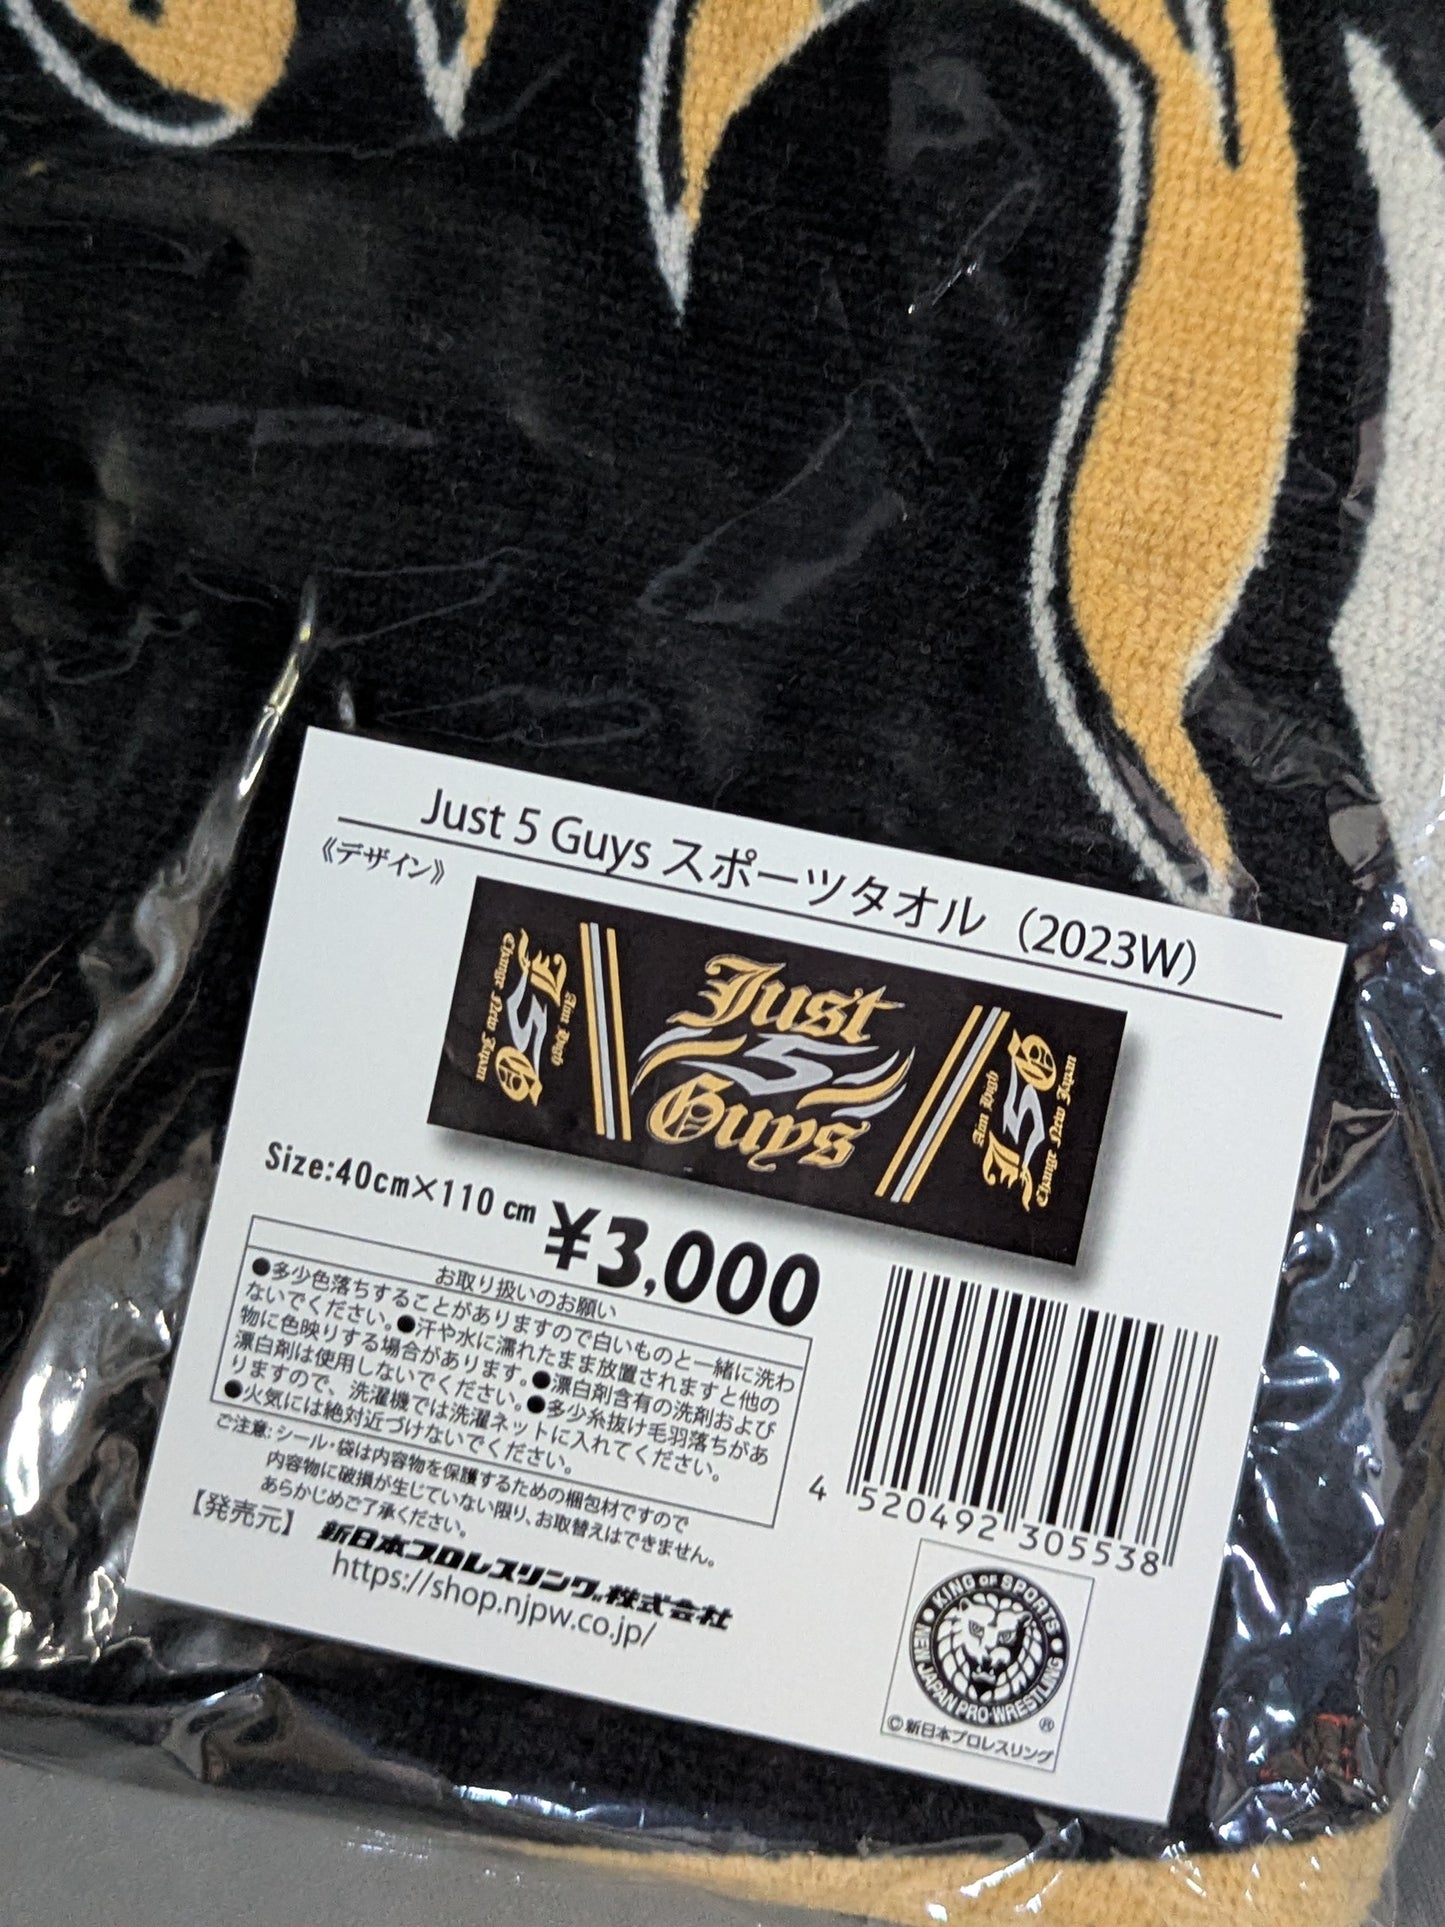 Just 5 Guys スポーツタオル（2023W）
《デザイン》
J5G
Aim High
Change New Japan
Just
5
Guys
J5G
Aim High
Change New Japan
Size:40cm×110cm
¥3,000
お取り扱いのお願い
●多少色落ちすることがありますので白いものと一緒に洗わ
ないでください。●汗や水に濡れたまま放置されますと他の
物に色映りする場合があります。●漂白剤含有の洗剤および
漂白剤は使用しないでください。●多少糸抜け毛羽落ちがあ
りますので、洗濯機では洗濯ネットに入れてください。
●火気には絶対近づけないでください。
ご注意：シール・袋は内容物を保護するための梱包材ですので
内容物に破損が生じていない限り、お取替えはできません。
あらかじめご了承ください。
【発売元】 新日本プロレスリング株式会社
https://shop.njpw.co.jp/
4 520492 305538
KING OF SPORTS
NEW JAPAN PRO-WRESTLING
®
©新日本プロレスリング